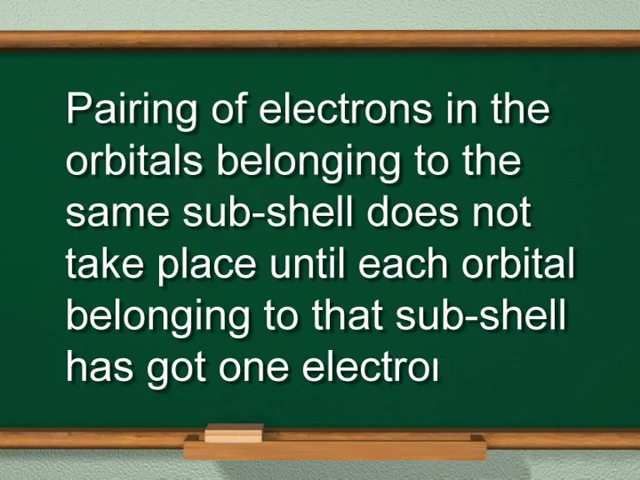 Pairing of electrons in the
orbitals belonging to the
same sub-shell does not
take place until each orbital
belonging to that sub-shell
has got one